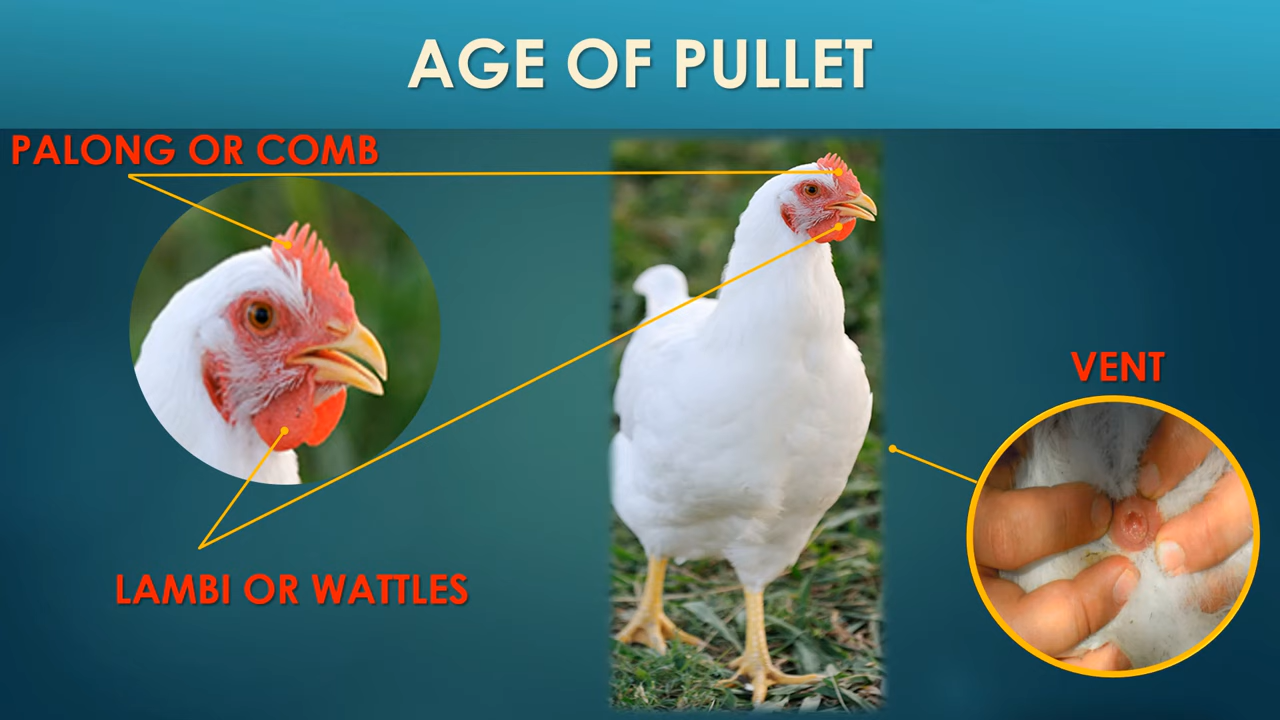 AGE OF PULLET
PALONG OR COMB
VENT
LAMBI OR WATTLES